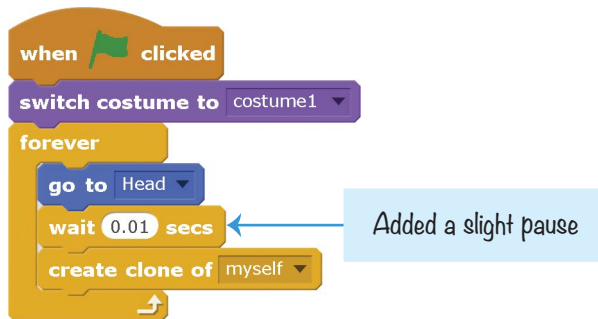 when clicked
switch costume to costume1
forever
go to Head
wait 0.01 secs
Added a slight pause
create clone of myself